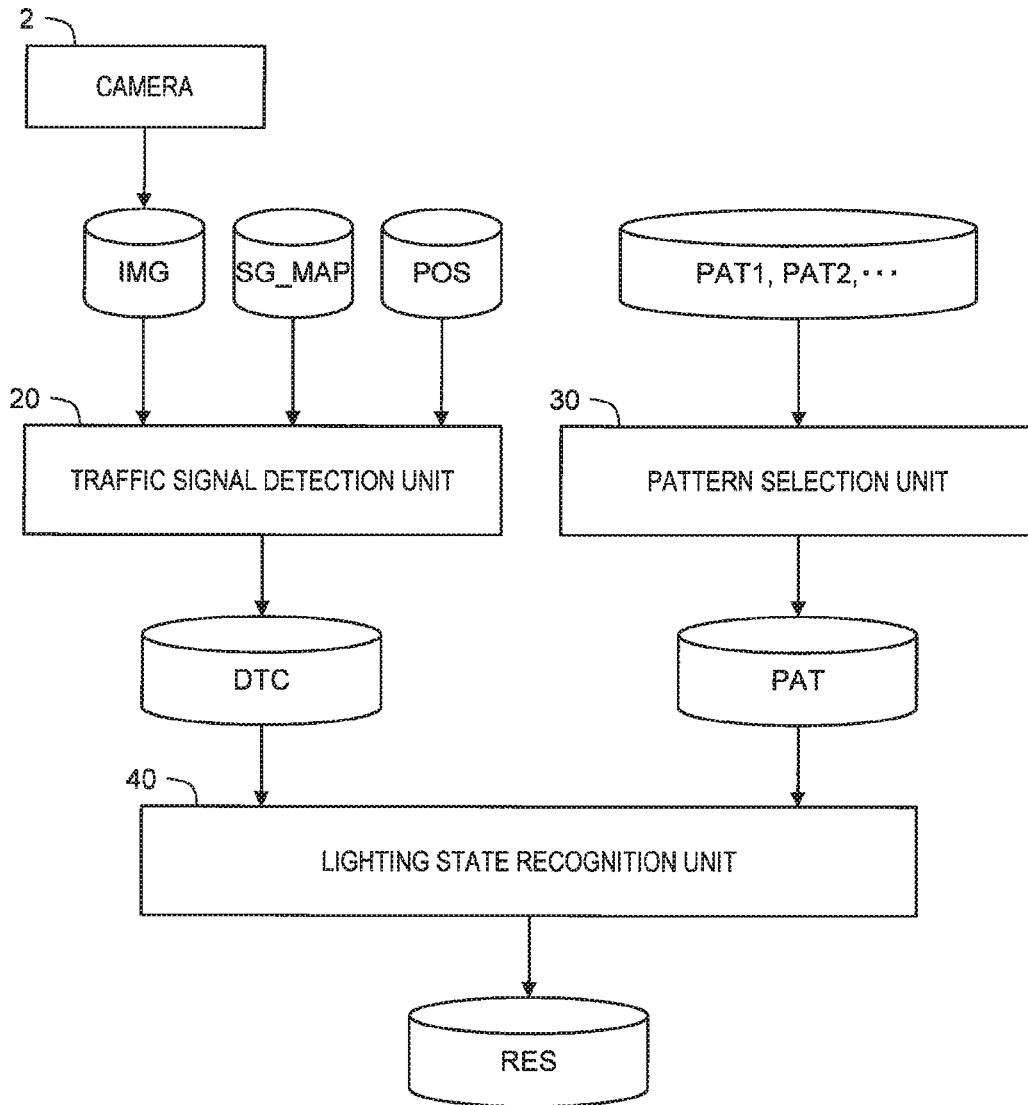 2
CAMERA
IMG
SG_MAP
POS
PAT1, PAT2,···
20
TRAFFIC SIGNAL DETECTION UNIT
30
PATTERN SELECTION UNIT
DTC
PAT
40
LIGHTING STATE RECOGNITION UNIT
RES